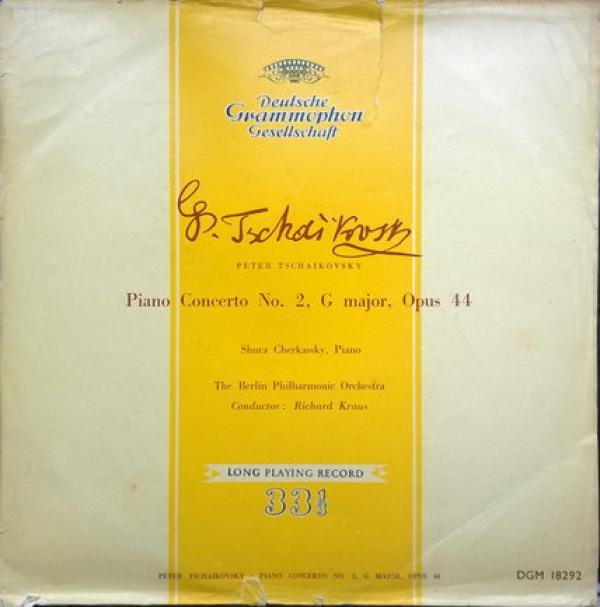 Deutsche
Grammophon
Gesellschaft
P. Tschaikovsky
PETER TSCHAIKOVSKY
Piano Concerto No. 2, G major, Opus 44
Shura Cherkassky, Piano
The Berlin Philharmonic Orchestra
Conductor: Richard Kraus
LONG PLAYING RECORD
33⅓
PETER TSCHAIKOVSKY – PIANO CONCERTO NO. 2, G MAJOR, OPUS 44
DGM 18292